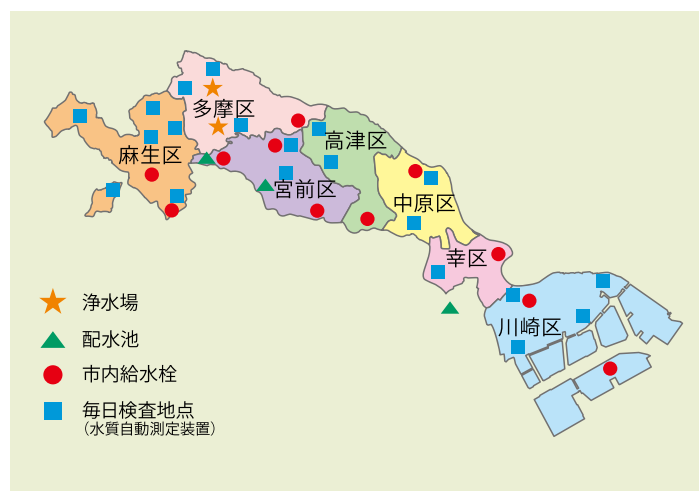 多摩区
高津区
麻生区
宮前区
中原区
幸区
川崎区
浄水場
配水池
市内給水栓
毎日検査地点
（水質自動測定装置）